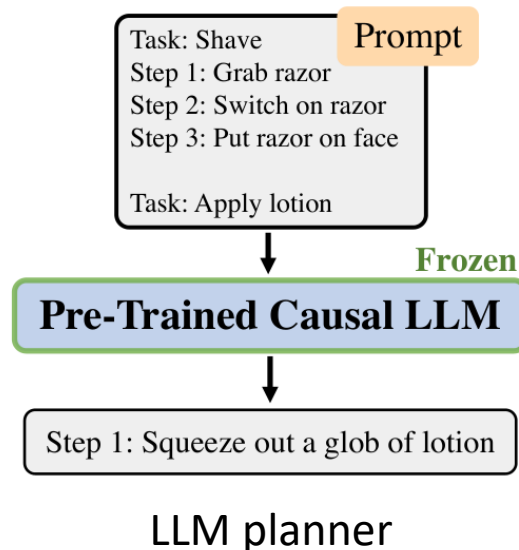 Prompt
Task: Shave
Step 1: Grab razor
Step 2: Switch on razor
Step 3: Put razor on face
Task: Apply lotion
Frozen
Pre-Trained Causal LLM
Step 1: Squeeze out a glob of lotion
LLM planner